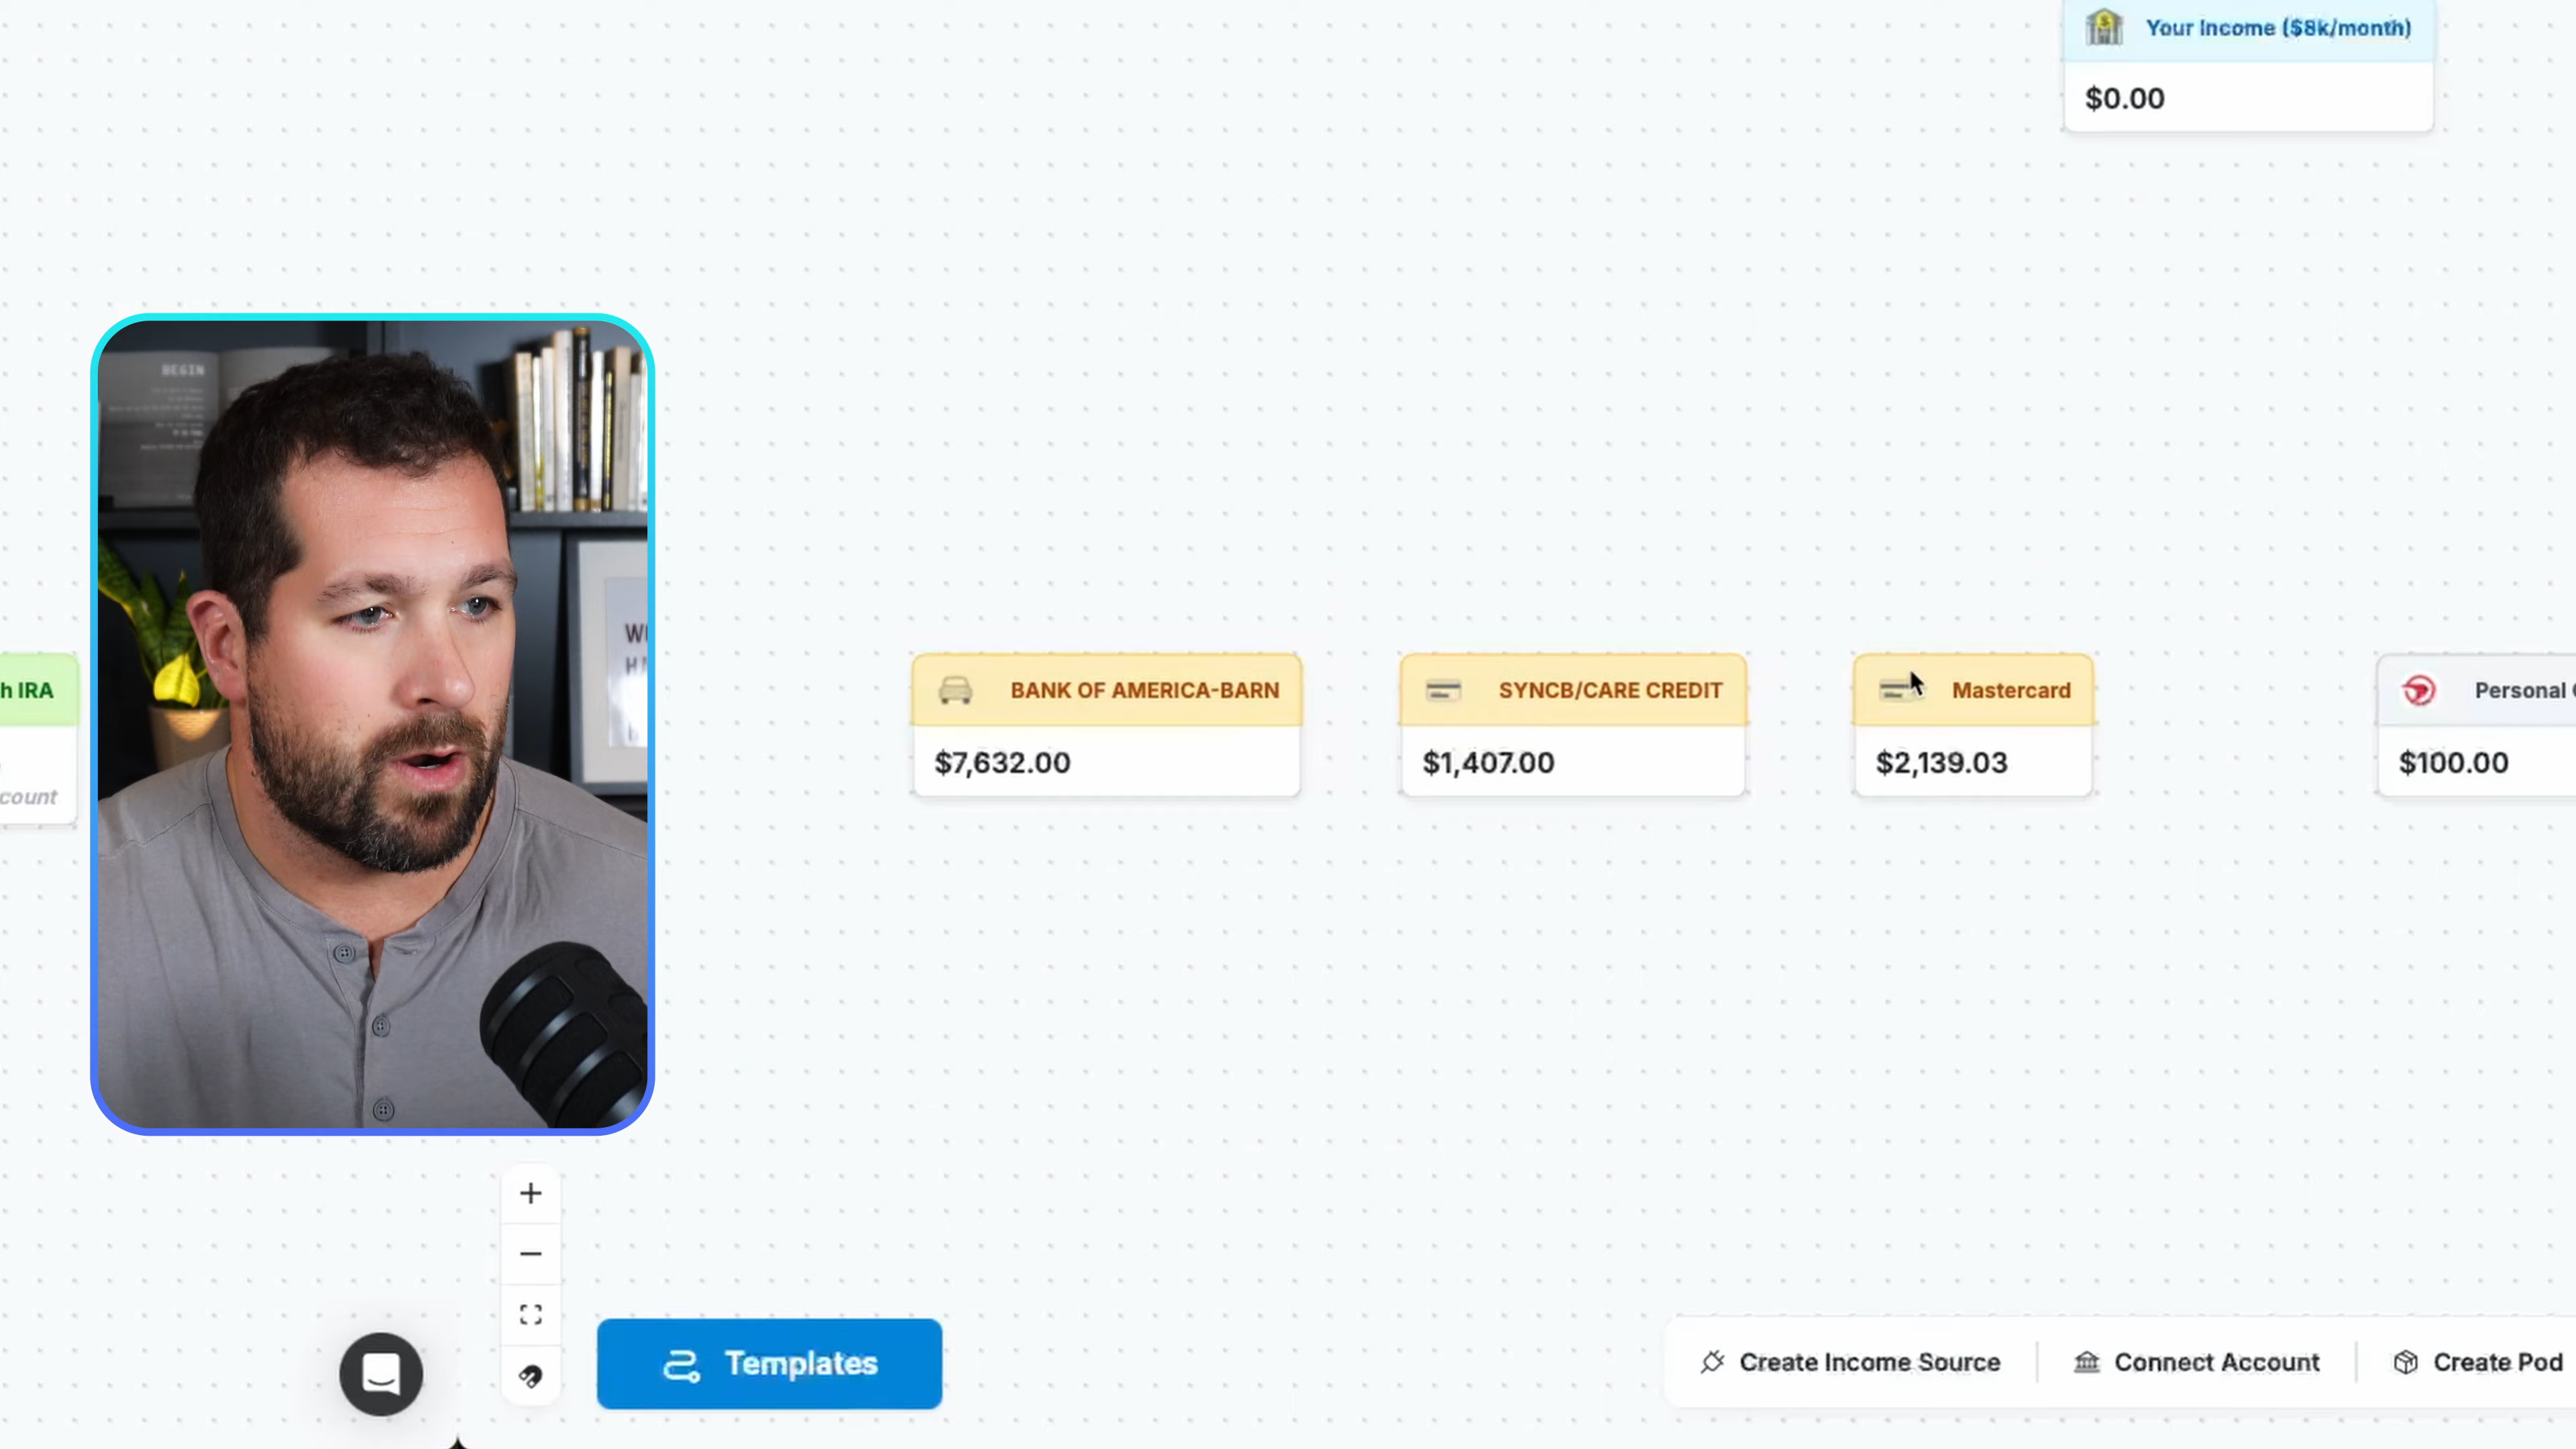 Your Income ($8k/month)
$0.00
BEGIN
h IRA
count
BANK OF AMERICA-BARN
$7,632.00
SYNCB/CARE CREDIT
$1,407.00
Mastercard
$2,139.03
Personal
$100.00
Templates
Create Income Source
Connect Account
Create Pod